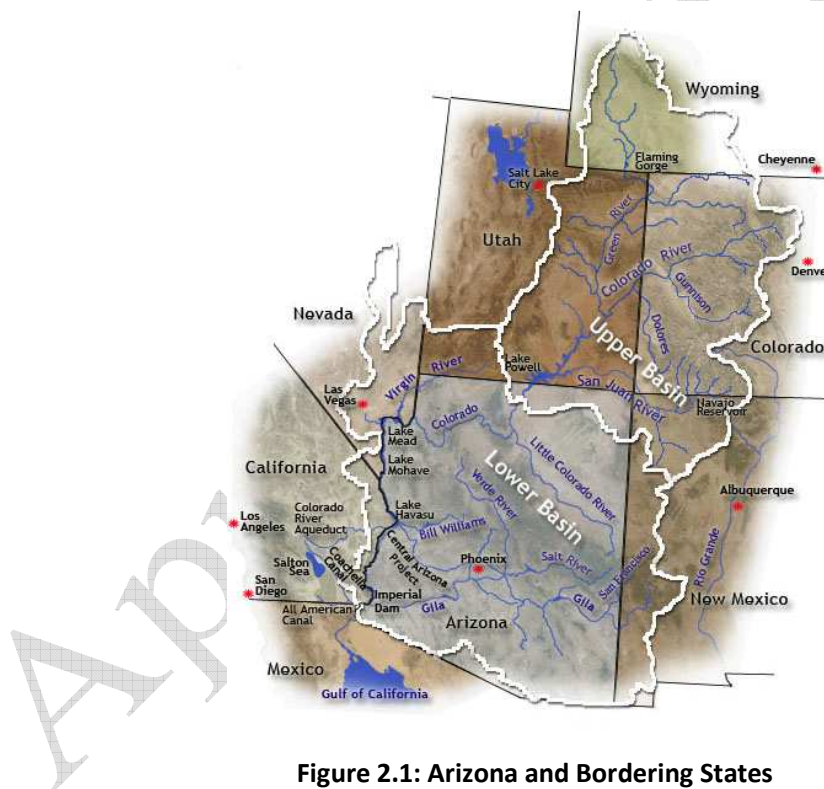 Wyoming
Cheyenne
Flaming
Gorge
Salt Lake
City
Utah
Green
River
Colorado River
Gunnison
Denve
Nevada
Dolores
Upper Basin
Colorado
Lake
Powell
Las
Vegas
Virgin River
San Juan River
Navajo
Reservoir
Lake
Mead
Colorado
Lake
Mohave
California
Lower Basin
Little Colorado River
Verde River
Albuquerque
Los
Angeles
Colorado
River
Aqueduct
Lake
Havasu
Bill Williams
Central Arizona
Project
Phoenix
Salt River
San Francisco
Rio Grande
Salton
Sea
Coachella
Canal
San
Diego
Imperial
Dam
All American
Canal
Gila
Gila
Arizona
New Mexico
Mexico
Gulf of California
Ap
Figure 2.1: Arizona and Bordering States